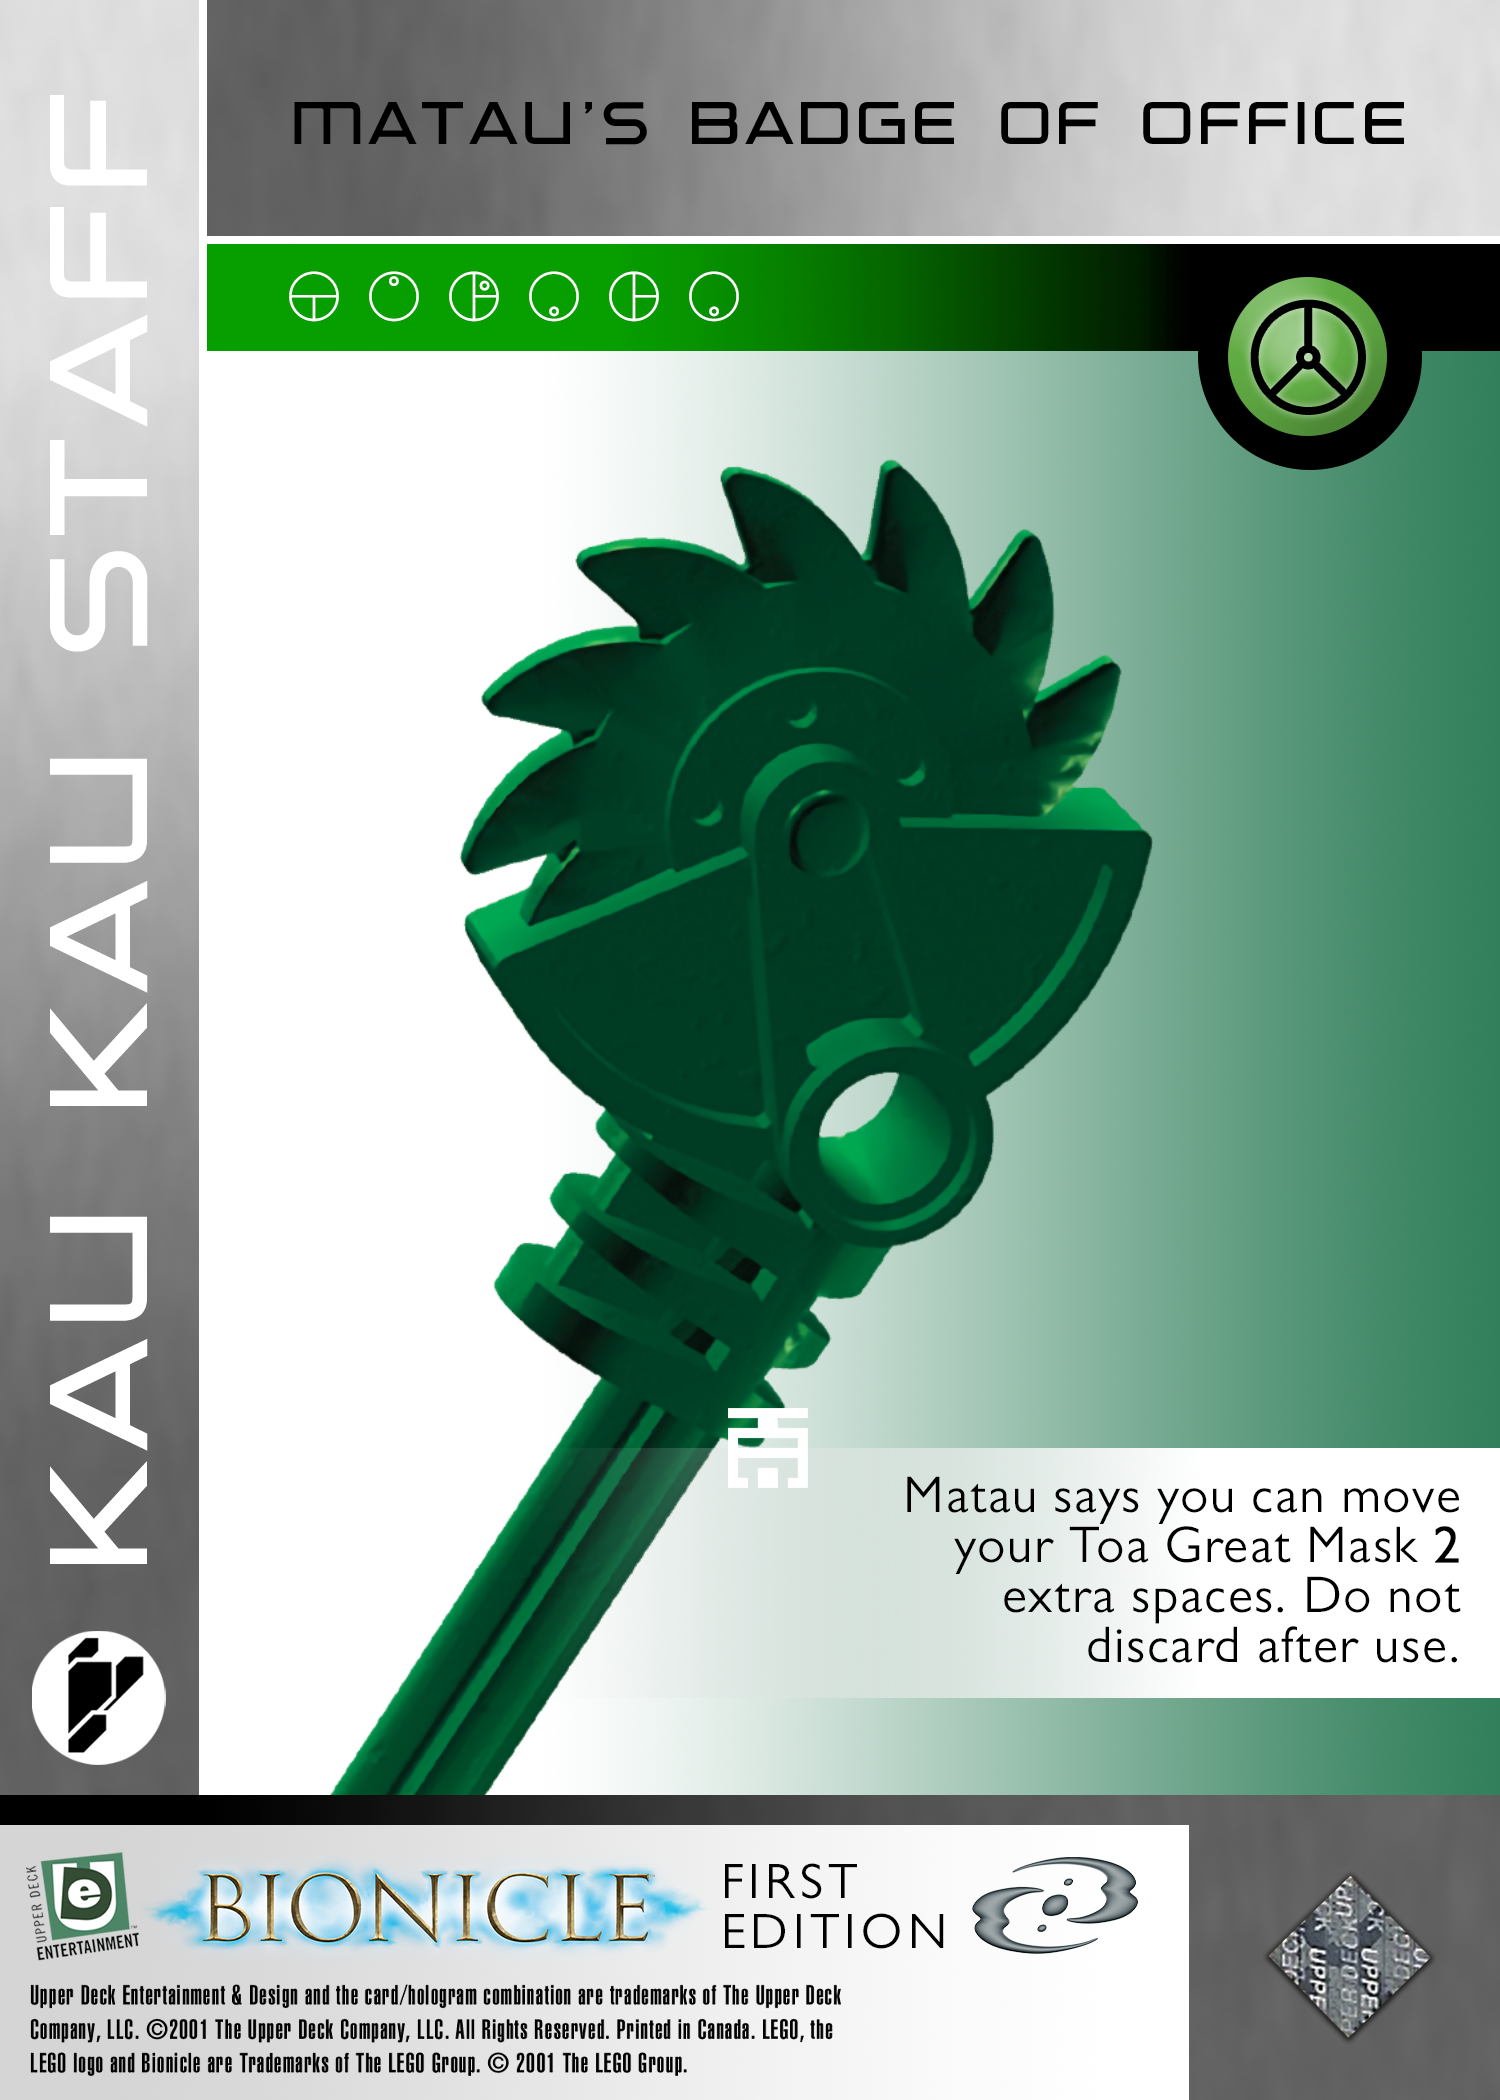 MATAU'S BADGE OF OFFICE
KAU KAU STAFF
Matau says you can move
your Toa Great Mask 2
extra spaces. Do not
discard after use.
UPPER DECK
ENTERTAINMENT
BIONICLE
FIRST
EDITION
Upper Deck Entertainment & Design and the card/hologram combination are trademarks of The Upper Deck
Company, LLC. ©2001 The Upper Deck Company, LLC. All Rights Reserved. Printed in Canada. LEGO, the
LEGO logo and Bionicle are Trademarks of The LEGO Group. © 2001 The LEGO Group.